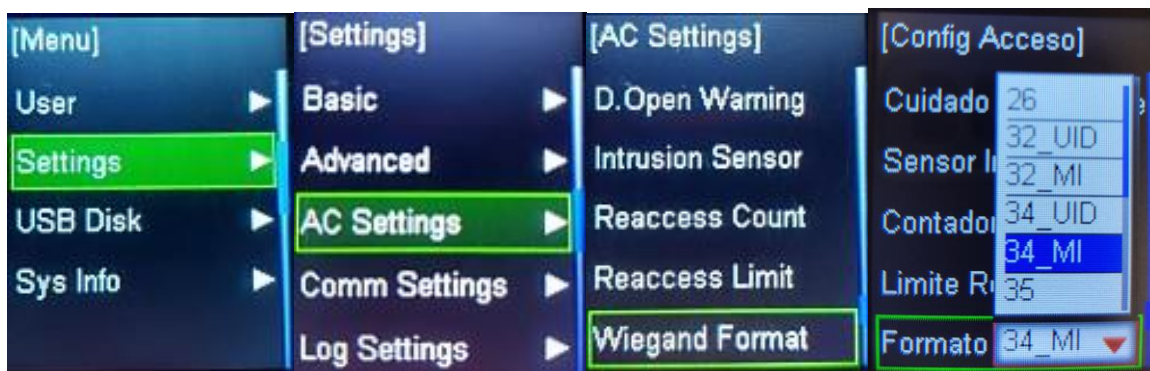 [Menu]
User
Settings
USB Disk
Sys Info
[Settings]
Basic
Advanced
AC Settings
Comm Settings
Log Settings
[AC Settings]
D.Open Warning
Intrusion Sensor
Reaccess Count
Reaccess Limit
Wiegand Format
[Config Acceso]
Cuidado
Sensor
Contador
Limite
Formato 34_MI
26
32_UID
32_MI
34_UID
34_MI
35